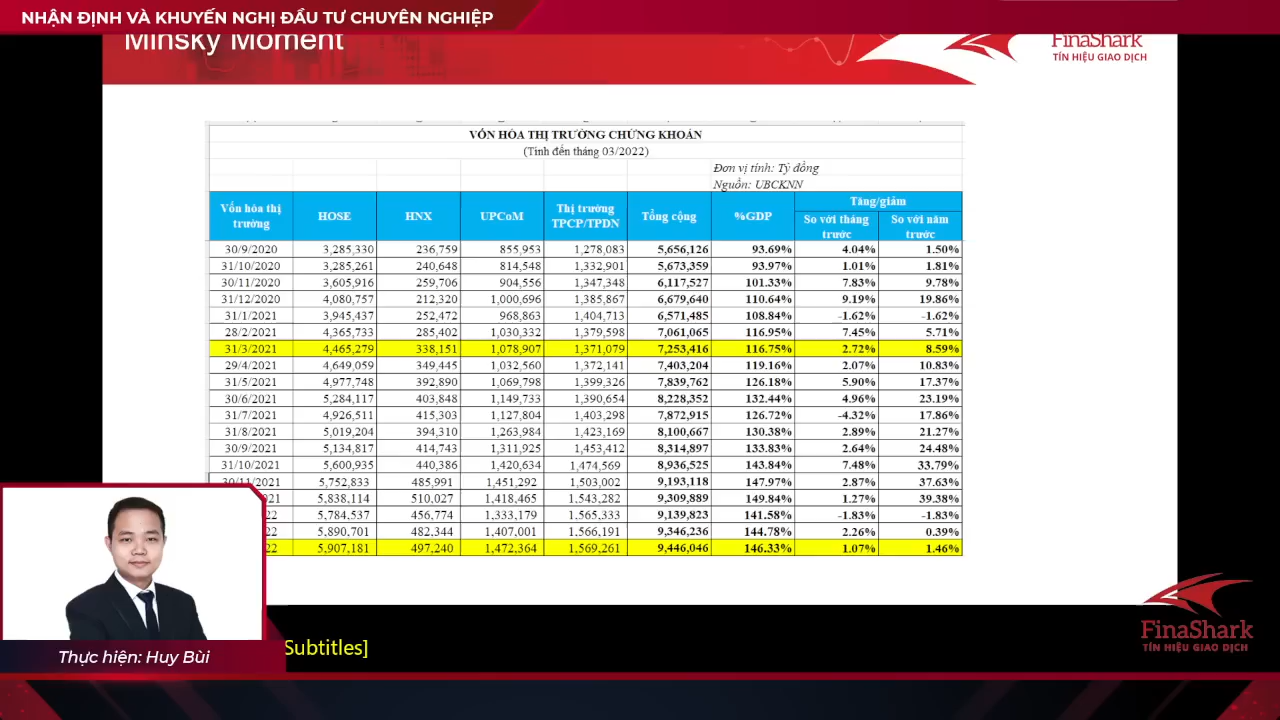 NHẬN ĐỊNH VÀ KHUYẾN NGHỊ ĐẦU TƯ CHUYÊN NGHIỆP
Minsky Moment
FinaShark
TÍN HIỆU GIAO DỊCH
VỐN HÓA THỊ TRƯỜNG CHỨNG KHOÁN
(Tính đến tháng 03/2022)
Đơn vị tính: Tỷ đồng
Nguồn: UBCKNN
Vốn hóa thị trường HOSE HNX UPCoM Thị trường TPCP/TPDN Tổng cộng %GDP Tăng/giảm
So với tháng trước So với năm trước
30/9/2020 3,285,330 236,759 855,953 1,278,083 5,656,126 93.69% 4.04% 1.50%
31/10/2020 3,285,261 240,648 814,548 1,332,901 5,673,359 93.97% 1.01% 1.81%
30/11/2020 3,605,916 259,706 904,556 1,347,348 6,117,527 101.33% 7.83% 9.78%
31/12/2020 4,080,757 212,320 1,000,696 1,385,867 6,679,640 110.64% 9.19% 19.86%
31/1/2021 3,945,437 252,472 968,863 1,404,713 6,571,485 108.84% -1.62% -1.62%
28/2/2021 4,365,733 285,402 1,030,332 1,379,598 7,061,065 116.95% 7.45% 5.71%
31/3/2021 4,465,279 338,151 1,078,907 1,371,079 7,253,416 116.75% 2.72% 8.59%
29/4/2021 4,649,059 349,445 1,032,560 1,372,141 7,403,204 119.16% 2.07% 10.83%
31/5/2021 4,977,748 392,890 1,069,798 1,399,326 7,839,762 126.18% 5.90% 17.37%
30/6/2021 5,284,117 403,848 1,149,733 1,390,654 8,228,352 132.44% 4.96% 23.19%
31/7/2021 4,926,511 415,303 1,127,804 1,403,298 7,872,915 126.72% -4.32% 17.86%
31/8/2021 5,019,204 394,310 1,263,984 1,423,169 8,100,667 130.38% 2.89% 21.27%
30/9/2021 5,134,817 414,743 1,311,925 1,453,412 8,314,897 133.83% 2.64% 24.48%
31/10/2021 5,600,935 440,386 1,420,634 1,474,569 8,936,525 143.84% 7.48% 33.79%
30/11/2021 5,752,833 485,991 1,451,292 1,503,002 9,193,118 147.97% 2.87% 37.63%
2021 5,838,114 510,027 1,418,465 1,543,282 9,309,889 149.84% 1.27% 39.38%
22 5,784,537 456,774 1,333,179 1,565,333 9,139,823 141.58% -1.83% -1.83%
22 5,890,701 482,344 1,407,001 1,566,191 9,346,236 144.78% 2.26% 0.39%
22 5,907,181 497,240 1,472,364 1,569,261 9,446,046 146.33% 1.07% 1.46%
FinaShark
TÍN HIỆU GIAO DỊCH
Subtitles]
Thực hiện: Huy Bùi